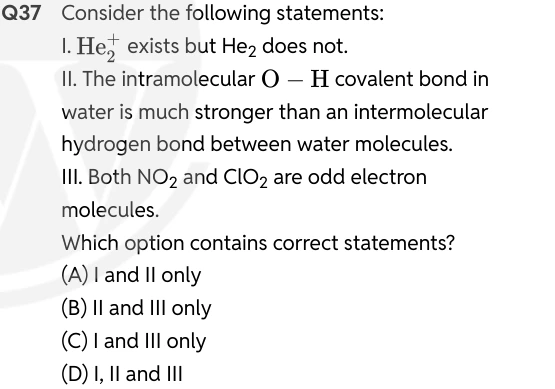 Q37 Consider the following statements:
I. He₂⁺ exists but He₂ does not.
II. The intramolecular O – H covalent bond in
water is much stronger than an intermolecular
hydrogen bond between water molecules.
III. Both NO₂ and ClO₂ are odd electron
molecules.
Which option contains correct statements?
(A) I and II only
(B) II and III only
(C) I and III only
(D) I, II and III